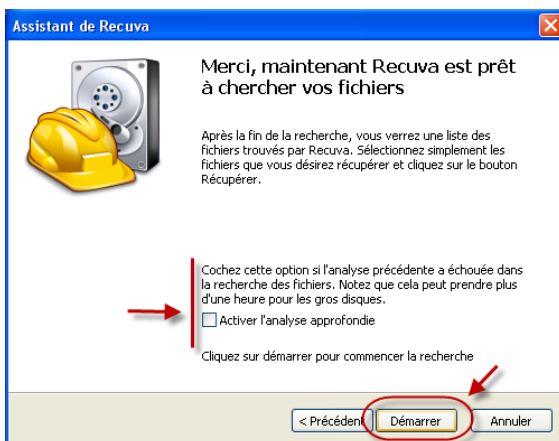 Assistant de Recuva
Merci, maintenant Recuva est prêt
à chercher vos fichiers
Après la fin de la recherche, vous verrez une liste des
fichiers trouvés par Recuva. Sélectionnez simplement les
fichiers que vous désirez récupérer et cliquez sur le bouton
Récupérer.
Cochez cette option si l'analyse précédente a échouée dans
la recherche des fichiers. Notez que cela peut prendre plus
d'une heure pour les gros disques.
Activer l'analyse approfondie
Cliquez sur démarrer pour commencer la recherche
< Précédent Démarrer Annuler